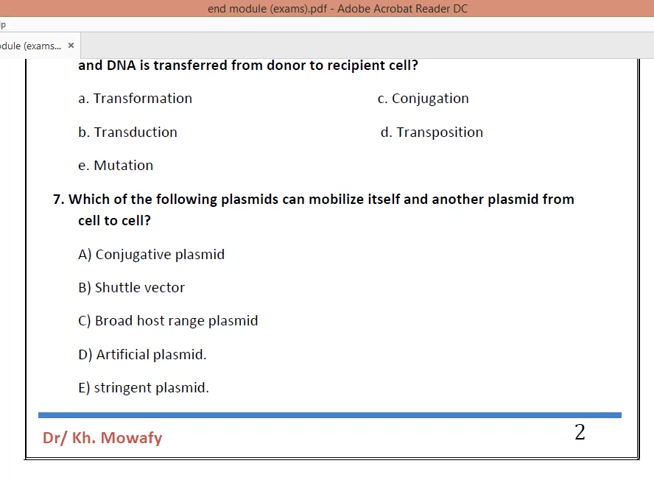 end module (exams).pdf - Adobe Acrobat Reader DC
lp
odule (exams... ×
and DNA is transferred from donor to recipient cell?
a. Transformation c. Conjugation
b. Transduction d. Transposition
e. Mutation
7. Which of the following plasmids can mobilize itself and another plasmid from
cell to cell?
A) Conjugative plasmid
B) Shuttle vector
C) Broad host range plasmid
D) Artificial plasmid.
E) stringent plasmid.
Dr/ Kh. Mowafy 2